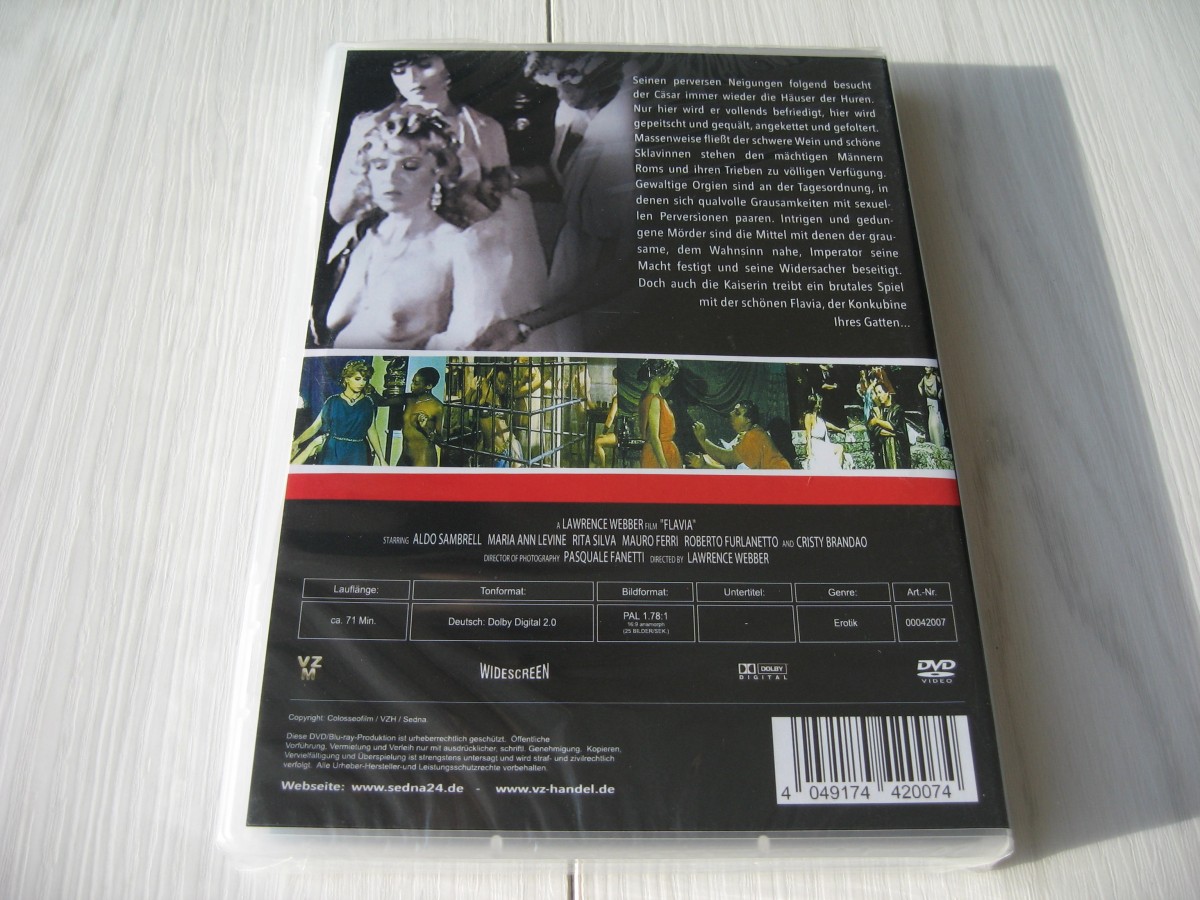 Seinen perversen Neigungen folgend besucht
der Cäsar immer wieder die Häuser der Huren.
Nur hier wird er vollends befriedigt, hier wird
gepeitscht und gequält, angekettet und gefoltert.
Massenweise fließt der schwere Wein und schöne
Sklavinnen stehen den mächtigen Männern
Roms und ihren Trieben zu völligen Verfügung.
Gewaltige Orgien sind an der Tagesordnung, in
denen sich qualvolle Grausamkeiten mit sexuel-
len Perversionen paaren. Intrigen und gedun-
gene Mörder sind die Mittel mit denen der grau-
same, dem Wahnsinn nahe, Imperator seine
Macht festigt und seine Widersacher beseitigt.
Doch auch die Kaiserin treibt ein brutales Spiel
mit der schönen Flavia, der Konkubine
Ihres Gatten...
A LAWRENCE WEBBER FILM "FLAVIA"
STARRING ALDO SAMBRELL MARIA ANN LEVINE RITA SILVA MAURO FERRI ROBERTO FURLANETTO AND CRISTY BRANDAO
DIRECTOR OF PHOTOGRAPHY PASQUALE FANETTI DIRECTED BY LAWRENCE WEBBER
Lauflänge: Tonformat: Bildformat: Untertitel: Genre: Art.-Nr.
ca. 71 Min. Deutsch: Dolby Digital 2.0 PAL 1.78:1 - Erotik 00042007
16:9 anamorph
(25 BILDER/SEK.)
VZ
M
WIDESCREEN
DOLBY
DIGITAL
DVD
VIDEO
Copyright: Colosseofilm / VZH / Sedna
Diese DVD/Blu-ray-Produktion ist urheberrechtlich geschützt. Öffentliche
Vorführung, Vermietung und Verleih nur mit ausdrücklicher, schriftl. Genehmigung. Kopieren,
Vervielfältigung und Überspielung ist strengstens untersagt und wird straf- und zivilrechtlich
verfolgt. Alle Urheber-Hersteller-und Leistungsschutzrechte vorbehalten.
Webseite: www.sedna24.de - www.vz-handel.de
4 049174 420074